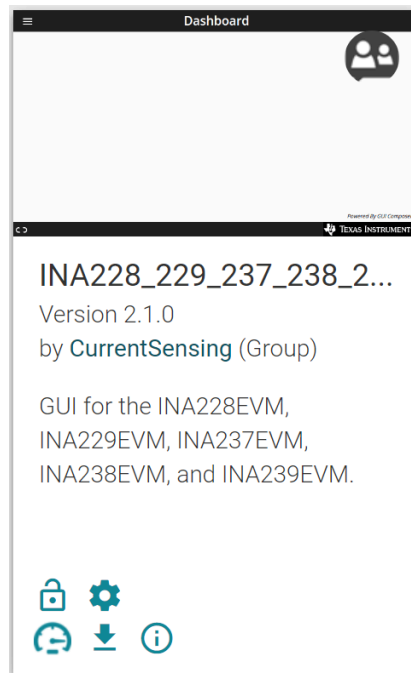 Dashboard
Powered By GUI Composer
TEXAS INSTRUMENT
INA228_229_237_238_2...
Version 2.1.0
by CurrentSensing (Group)
GUI for the INA228EVM,
INA229EVM, INA237EVM,
INA238EVM, and INA239EVM.